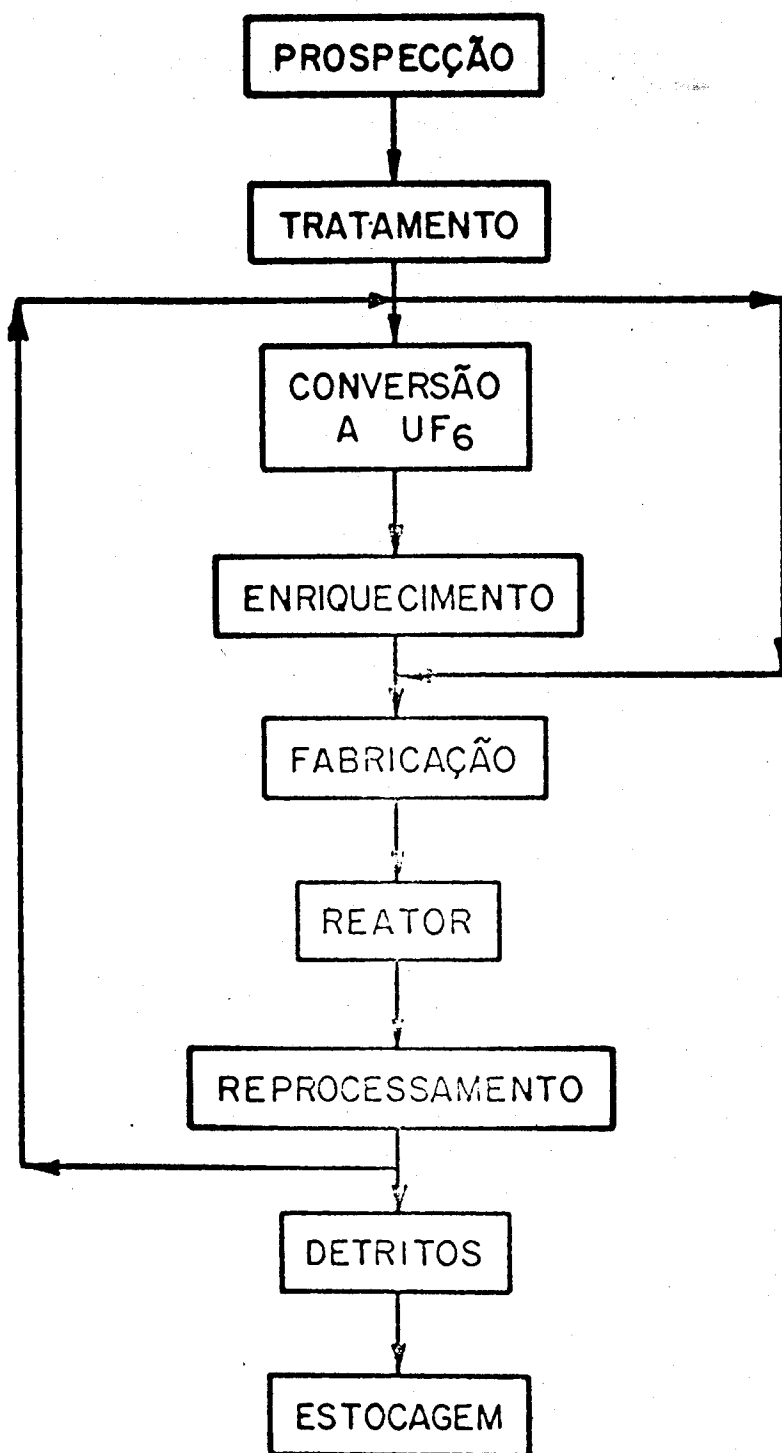 PROSPECÇÃO
TRATAMENTO
CONVERSÃO
A UF₆
ENRIQUECIMENTO
FABRICAÇÃO
REATOR
REPROCESSAMENTO
DETRITOS
ESTOCAGEM